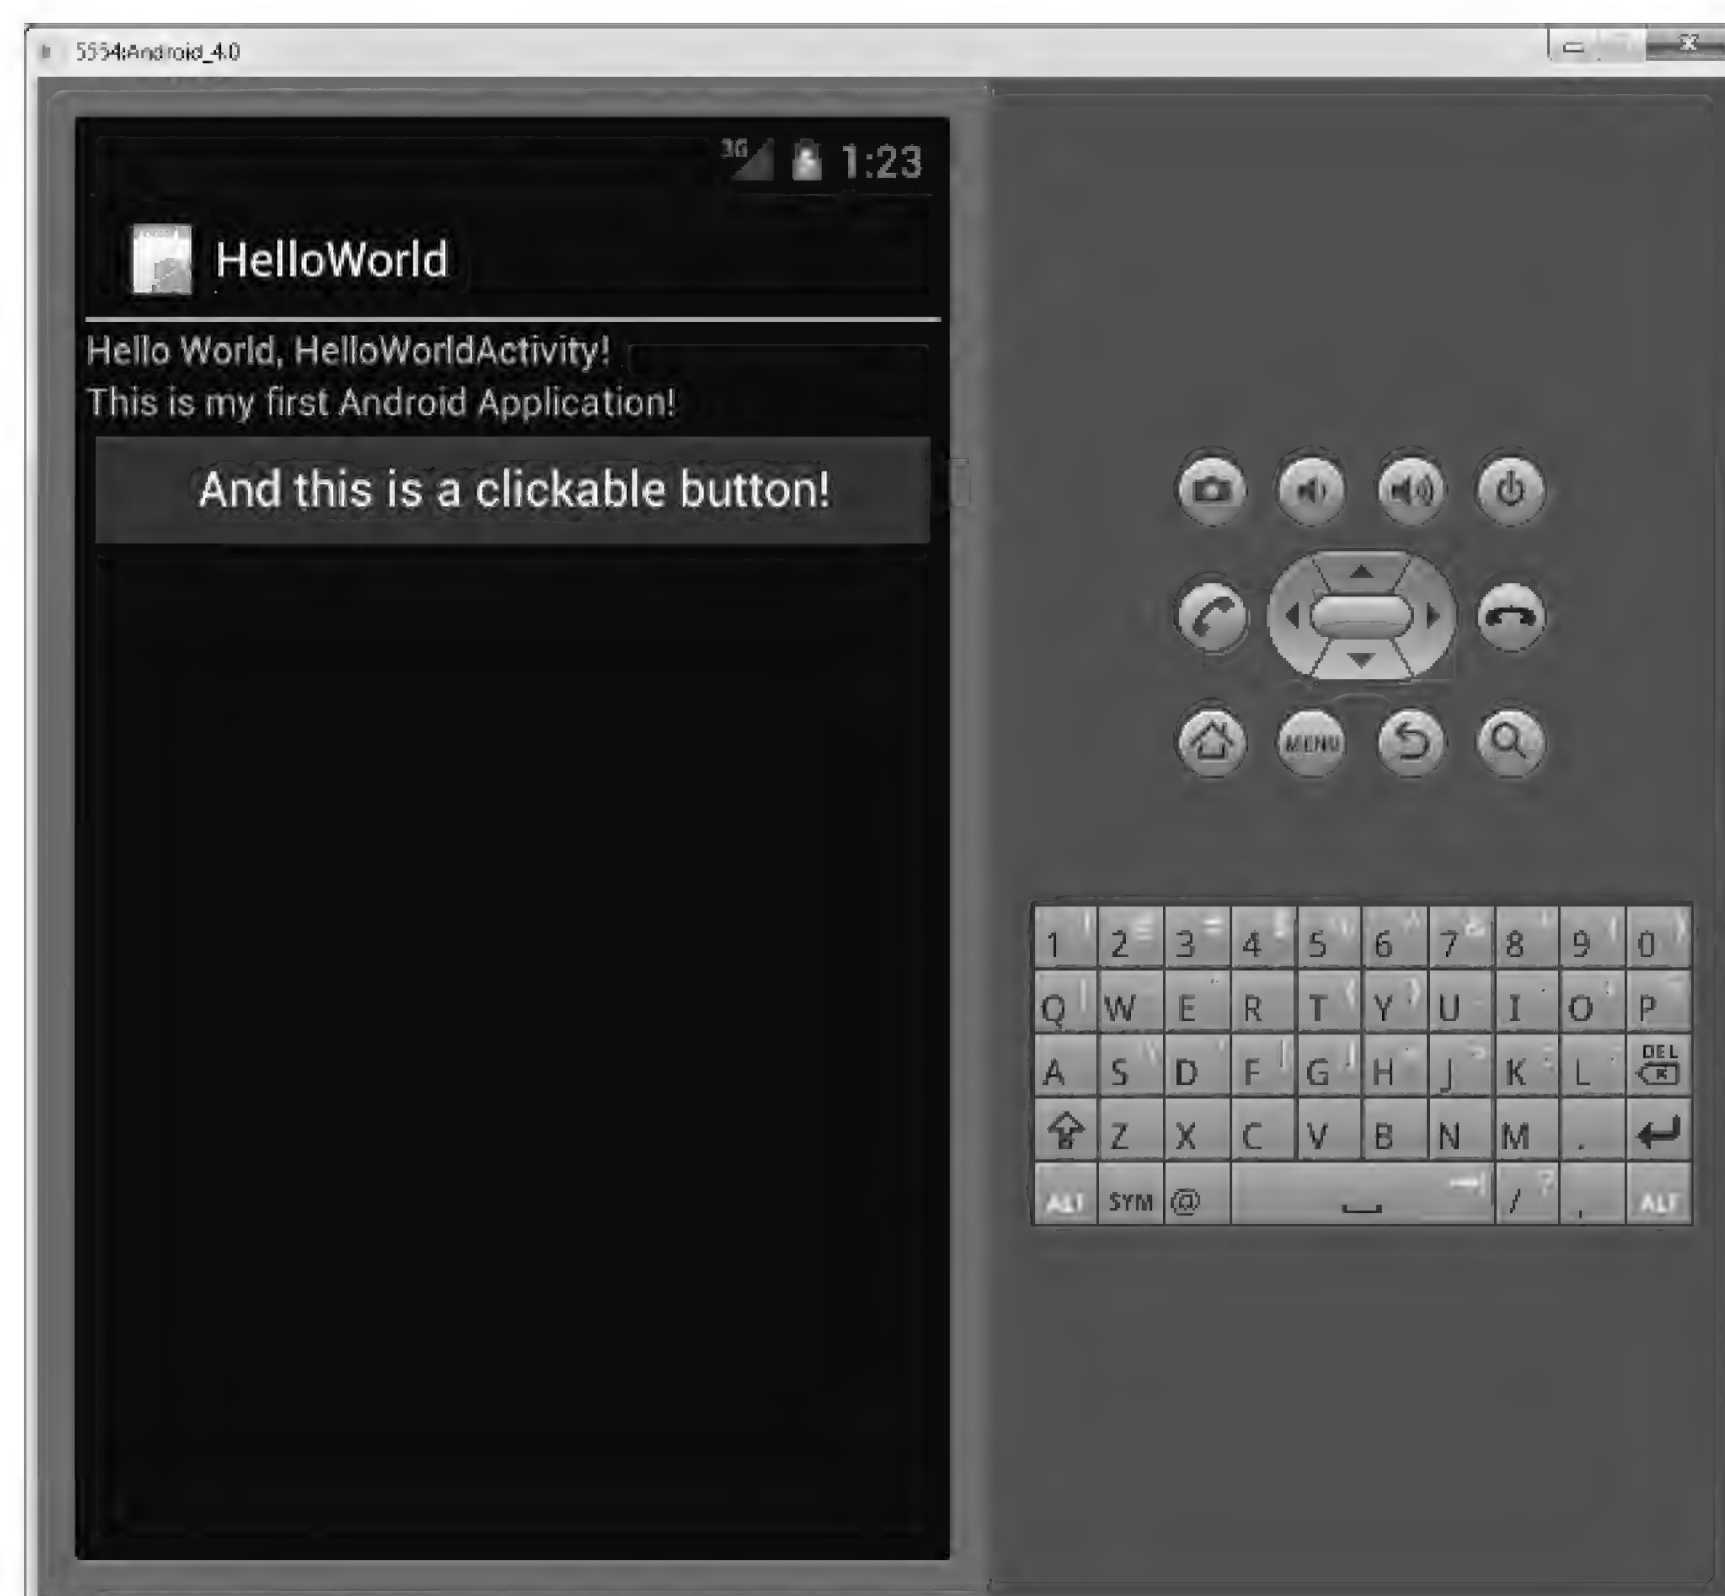 5554:Android_4.0
3G 1:23
HelloWorld
Hello World, HelloWorldActivity!
This is my first Android Application!
And this is a clickable button!
MENU
1 2 3 4 5 6 7 8 9 0
Q W E R T Y U I O P
A S D F G H J K L DEL
Z X C V B N M .
ALT SYM @ / ? , ALT